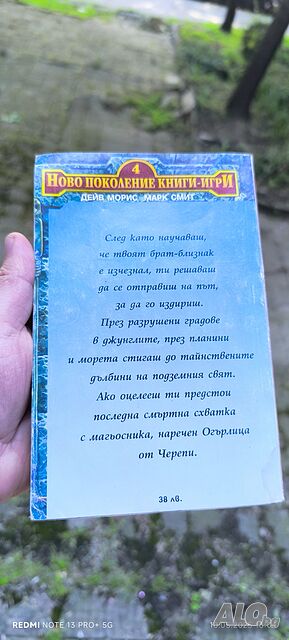 4
НОВО ПОКОЛЕНИЕ КНИГИ-ИГРИ
ДЕЙВ МОРИС МАРК СМИТ
След като научаваш,
че твоят брат-близнак
е изчезнал, ти решаваш
да се отправиш на път,
за да го издириш.
През разрушени градове
в джунглите, през планини
и морета стигаш до тайнствените
дълбини на подземния свят.
Ако оцелееш ти предстои
последна смъртна схватка
с магьосника, наречен Огърлица
от Черепи.
38 лв.
REDMI NOTE 13 PRO+ 5G
ALO.bg